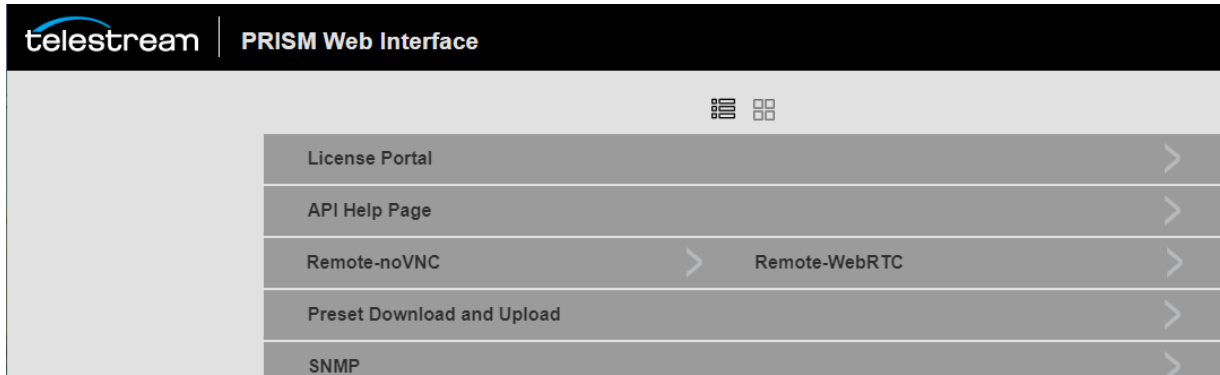 telestream PRISM Web Interface
License Portal
API Help Page
Remote-noVNC Remote-WebRTC
Preset Download and Upload
SNMP